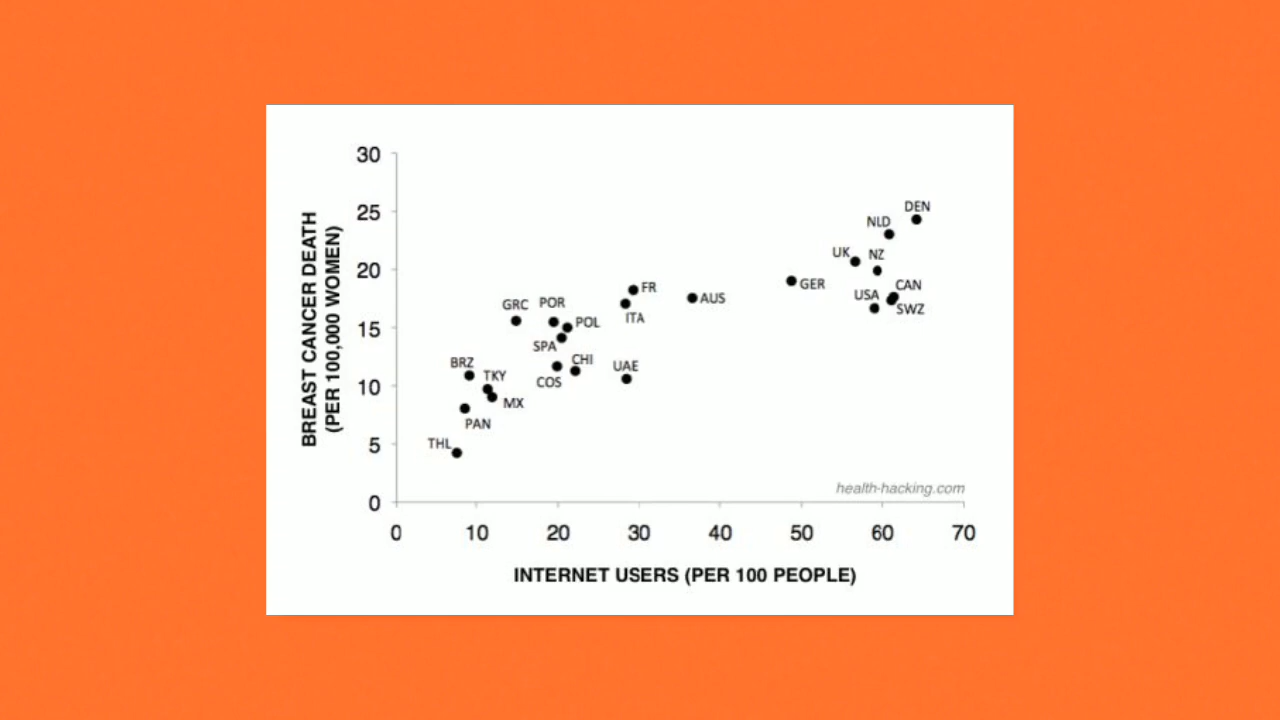 30
25
20
15
10
5
0
BREAST CANCER DEATH
(PER 100,000 WOMEN)
DEN
NLD
UK
NZ
GER
CAN
USA
SWZ
FR
AUS
ITA
GRC
POR
POL
SPA
CHI
UAE
COS
BRZ
TKY
MX
PAN
THL
health-hacking.com
0 10 20 30 40 50 60 70
INTERNET USERS (PER 100 PEOPLE)